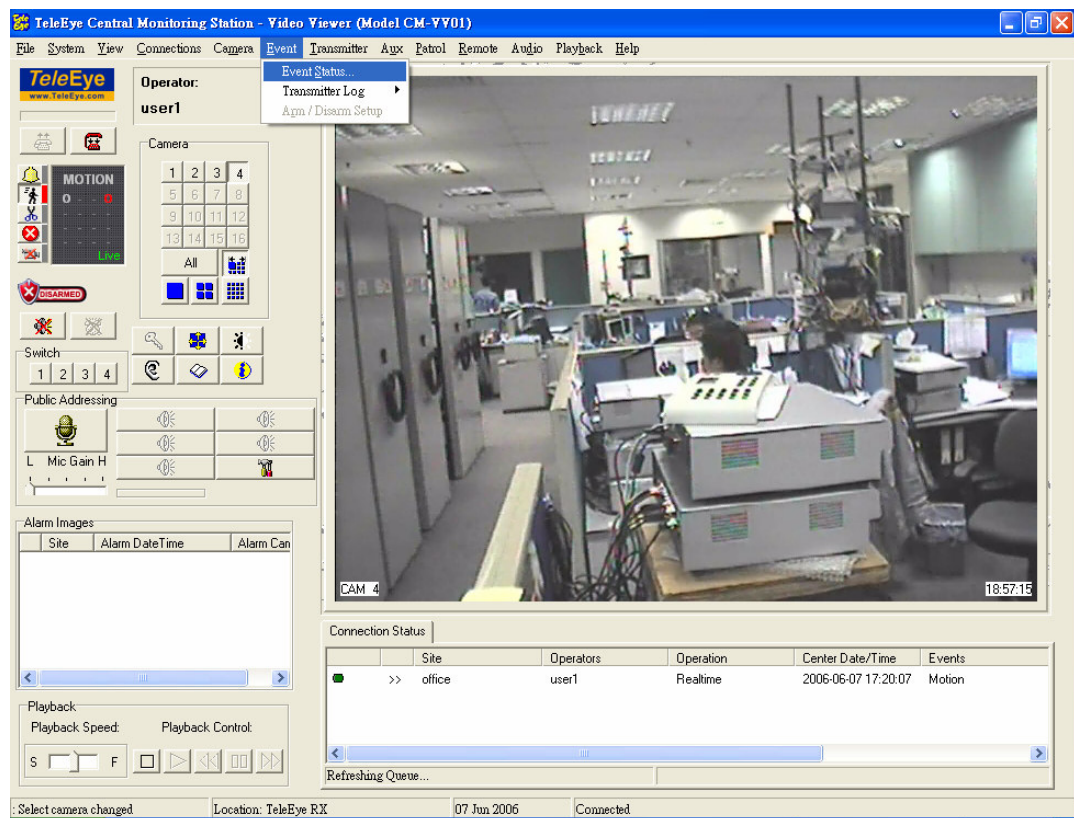 TeleEye Central Monitoring Station - Video Viewer (Model CM-VV01)
File System View Connections Camera Event Transmitter Aux Patrol Remote Audio Playback Help
Event Status...
Transmitter Log
Arm / Disarm Setup
TeleEye
www.TeleEye.com
Operator:
user1
Camera
1 2 3 4
5 6 7 8
9 10 11 12
13 14 15 16
All
MOTION
0 - - 0
Live
DISARMED
Switch
1 2 3 4
Public Addressing
L Mic Gain H
Alarm Images
Site Alarm DateTime Alarm Can
Playback
Playback Speed: Playback Control:
S F
CAM 4
18:57:15
Connection Status
Site Operators Operation Center Date/Time Events
>> office user1 Realtime 2006-06-07 17:20:07 Motion
Refreshing Queue...
: Select camera changed Location: TeleEye RX 07 Jun 2006 Connected